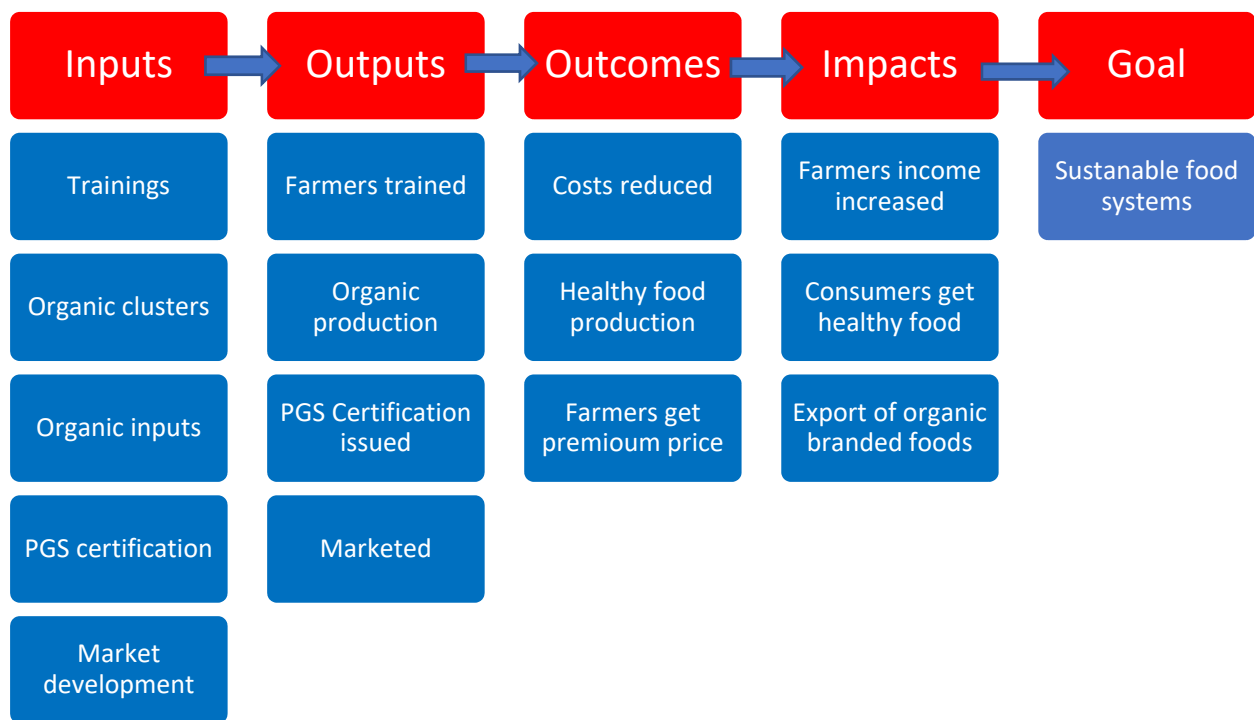 Inputs
Outputs
Outcomes
Impacts
Goal
Trainings
Farmers trained
Costs reduced
Farmers income
increased
Sustanable food
systems
Organic clusters
Organic
production
Healthy food
production
Consumers get
healthy food
Organic inputs
PGS Certification
issued
Farmers get
premioum price
Export of organic
branded foods
PGS certification
Marketed
Market
development